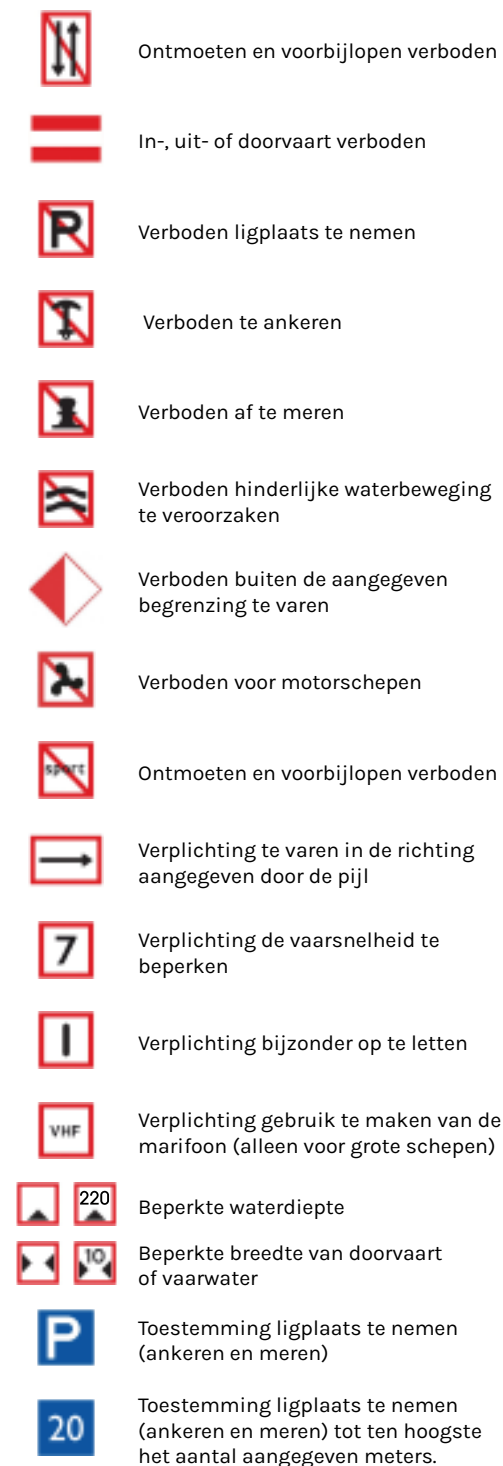 Ontmoeten en voorbijlopen verboden
In-, uit- of doorvaart verboden
P
Verboden ligplaats te nemen
Verboden te ankeren
Verboden af te meren
Verboden hinderlijke waterbeweging
te veroorzaken
Verboden buiten de aangegeven
begrenzing te varen
Verboden voor motorschepen
sport
Ontmoeten en voorbijlopen verboden
Verplichting te varen in de richting
aangegeven door de pijl
7
Verplichting de vaarsnelheid te
beperken
Verplichting bijzonder op te letten
VHF
Verplichting gebruik te maken van de
marifoon (alleen voor grote schepen)
220
Beperkte waterdiepte
10
Beperkte breedte van doorvaart
of vaarwater
P
Toestemming ligplaats te nemen
(ankeren en meren)
20
Toestemming ligplaats te nemen
(ankeren en meren) tot ten hoogste
het aantal aangegeven meters.